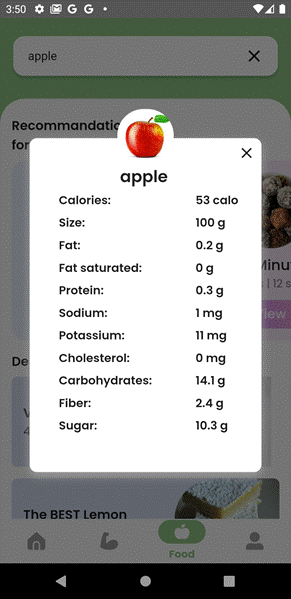 3:50
apple
Recommandatio
for
apple
Calories: 53 calo
Size: 100 g
Fat: 0.2 g
Fat saturated: 0 g
Protein: 0.3 g
Sodium: 1 mg
Potassium: 11 mg
Cholesterol: 0 mg
Carbohydrates: 14.1 g
Fiber: 2.4 g
Sugar: 10.3 g
Minu
| 12 s
iew
De
V
4
The BEST Lemon
Food